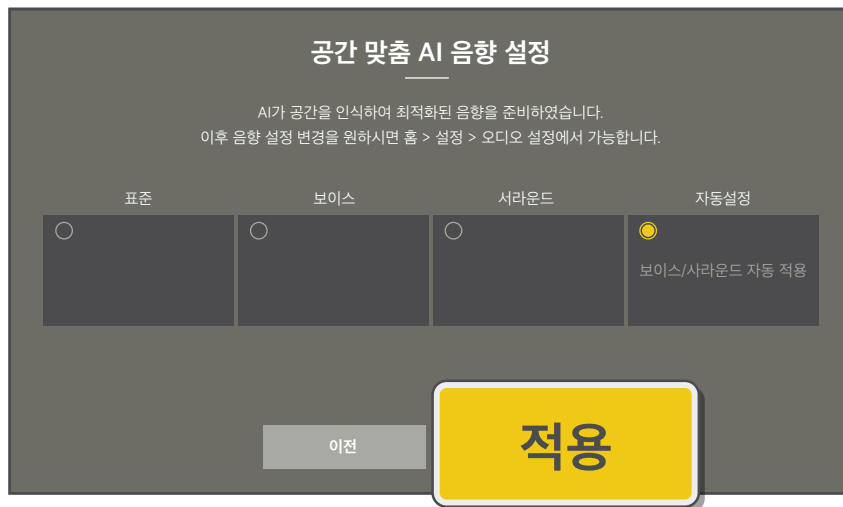 공간 맞춤 AI 음향 설정
AI가 공간을 인식하여 최적화된 음향을 준비하였습니다.
이후 음향 설정 변경을 원하시면 홈 > 설정 > 오디오 설정에서 가능합니다.
표준 보이스 서라운드 자동설정
보이스/사라운드 자동 적용
이전 적용